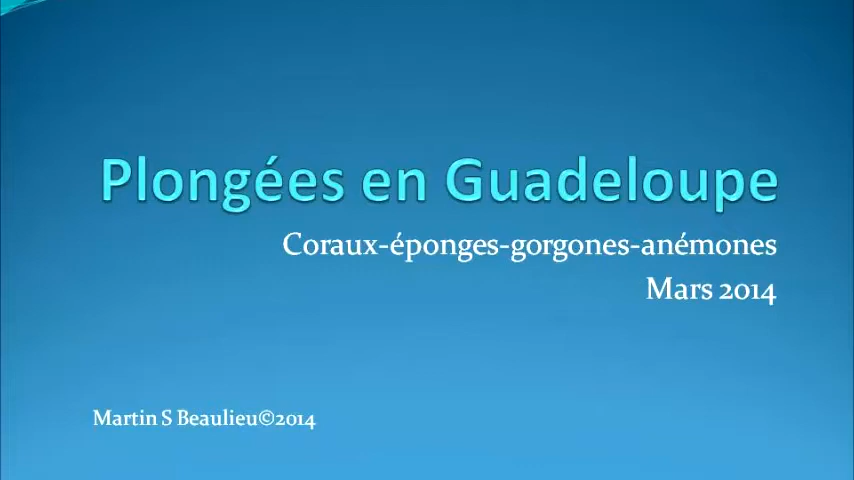 Plongées en Guadeloupe
Coraux-éponges-gorgones-anémones
Mars 2014
Martin S Beaulieu©2014